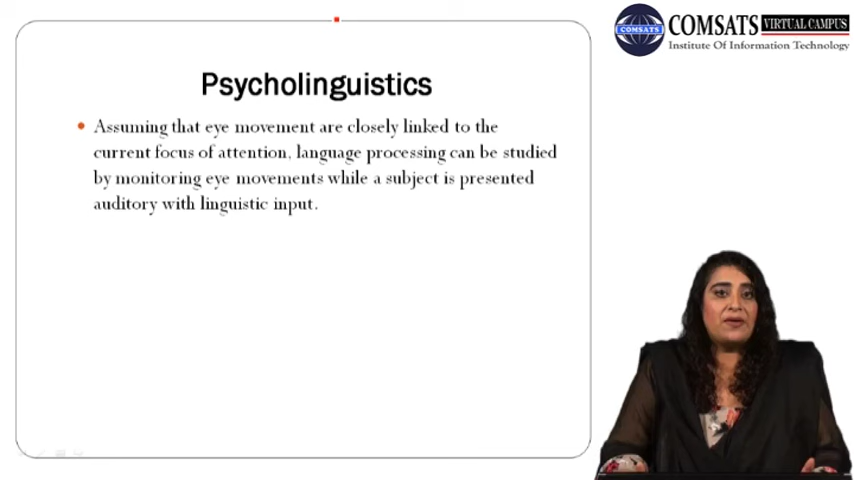 COMSATS
COMSATS
VIRTUAL CAMPUS
Institute Of Information Technology
Psycholinguistics
Assuming that eye movement are closely linked to the
current focus of attention, language processing can be studied
by monitoring eye movements while a subject is presented
auditory with linguistic input.